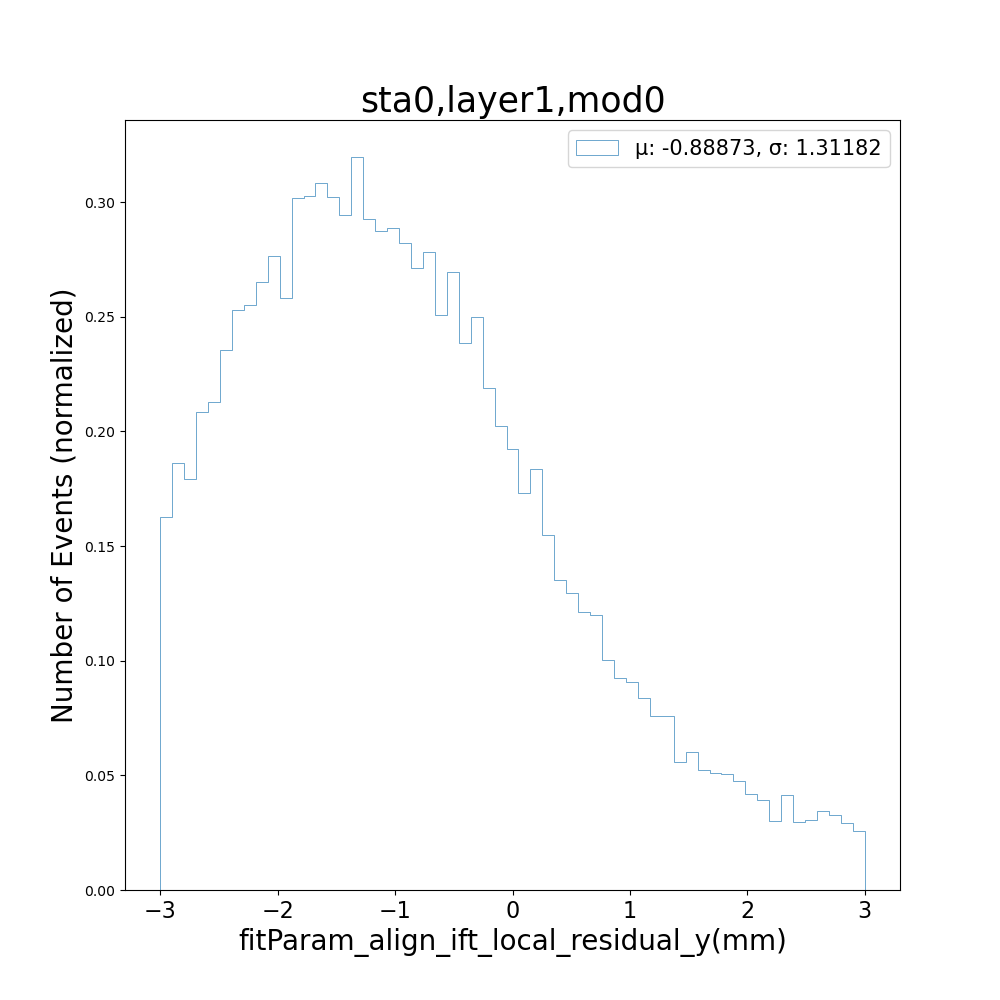 sta0,layer1,mod0
μ: -0.88873, σ: 1.31182
Number of Events (normalized)
0.30
0.25
0.20
0.15
0.10
0.05
0.00
−3 −2 −1 0 1 2 3
fitParam_align_ift_local_residual_y(mm)